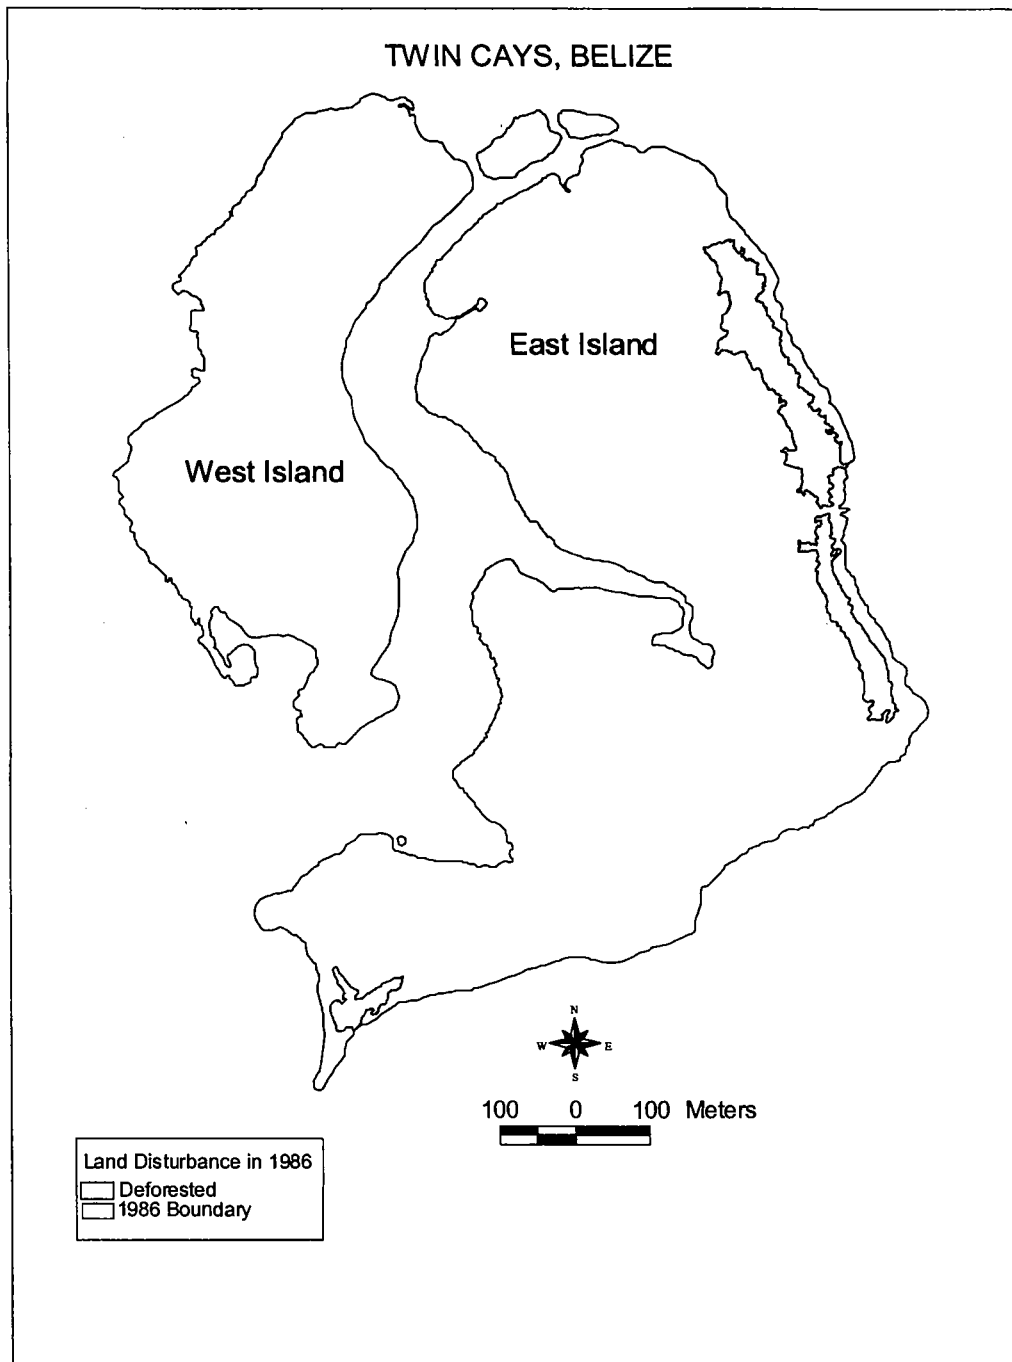 TWIN CAYS, BELIZE
East Island
West Island
N
W E
S
100 0 100 Meters
Land Disturbance in 1986
Deforested
1986 Boundary